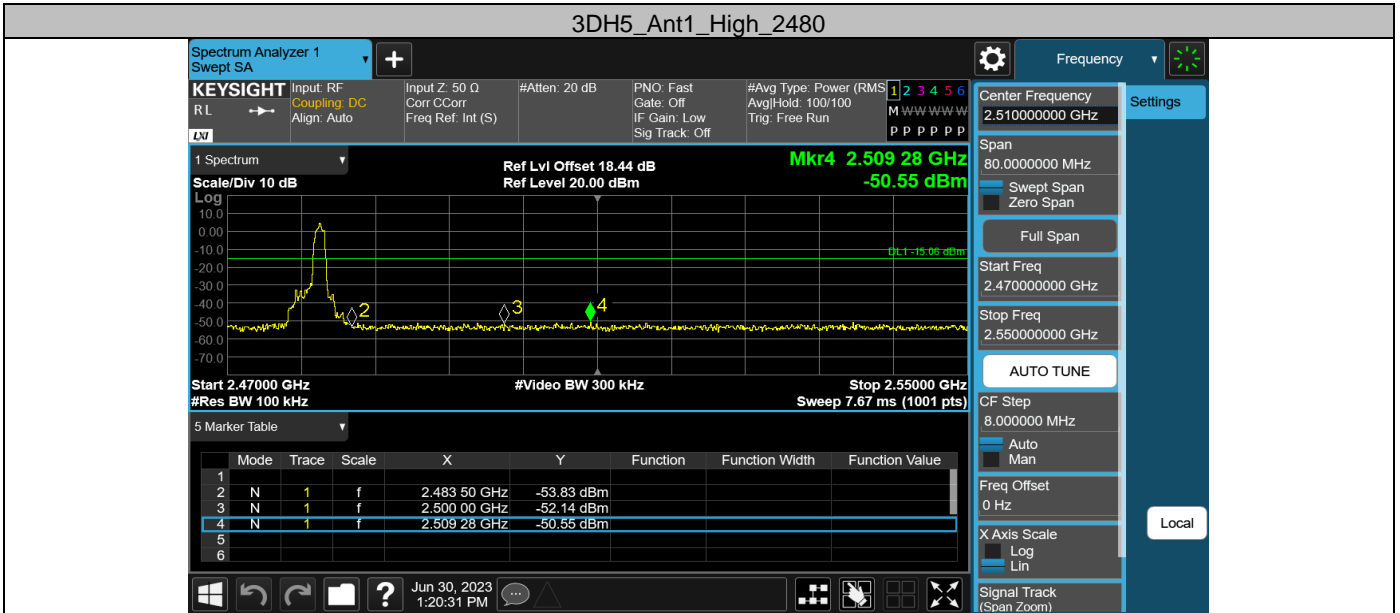 3DH5_Ant1_High_2480
Spectrum Analyzer 1
Swept SA
Frequency
KEYSIGHT
R L
LXI
Input: RF
Coupling: DC
Align: Auto
Input Z: 50 Ω
Corr CCorr
Freq Ref: Int (S)
#Atten: 20 dB
PNO: Fast
Gate: Off
IF Gain: Low
Sig Track: Off
#Avg Type: Power (RMS
Avg|Hold: 100/100
Trig: Free Run
1 2 3 4 5 6
M W W W W W
P P P P P P
1 Spectrum
Scale/Div 10 dB
Ref Lvl Offset 18.44 dB
Ref Level 20.00 dBm
Mkr4 2.509 28 GHz
-50.55 dBm
Log
10.0
0.00
-10.0
-20.0
-30.0
-40.0
-50.0
-60.0
-70.0
DL1 -15.06 dBm
2
3
4
Start 2.47000 GHz
#Res BW 100 kHz
#Video BW 300 kHz
Stop 2.55000 GHz
Sweep 7.67 ms (1001 pts)
5 Marker Table
Mode Trace Scale X Y Function Function Width Function Value
1
2 N 1 f 2.483 50 GHz -53.83 dBm
3 N 1 f 2.500 00 GHz -52.14 dBm
4 N 1 f 2.509 28 GHz -50.55 dBm
5
6
Jun 30, 2023
1:20:31 PM
Center Frequency
2.510000000 GHz
Span
80.0000000 MHz
Swept Span
Zero Span
Full Span
Start Freq
2.470000000 GHz
Stop Freq
2.550000000 GHz
AUTO TUNE
CF Step
8.000000 MHz
Auto
Man
Freq Offset
0 Hz
X Axis Scale
Log
Lin
Signal Track
(Span Zoom)
Settings
Local